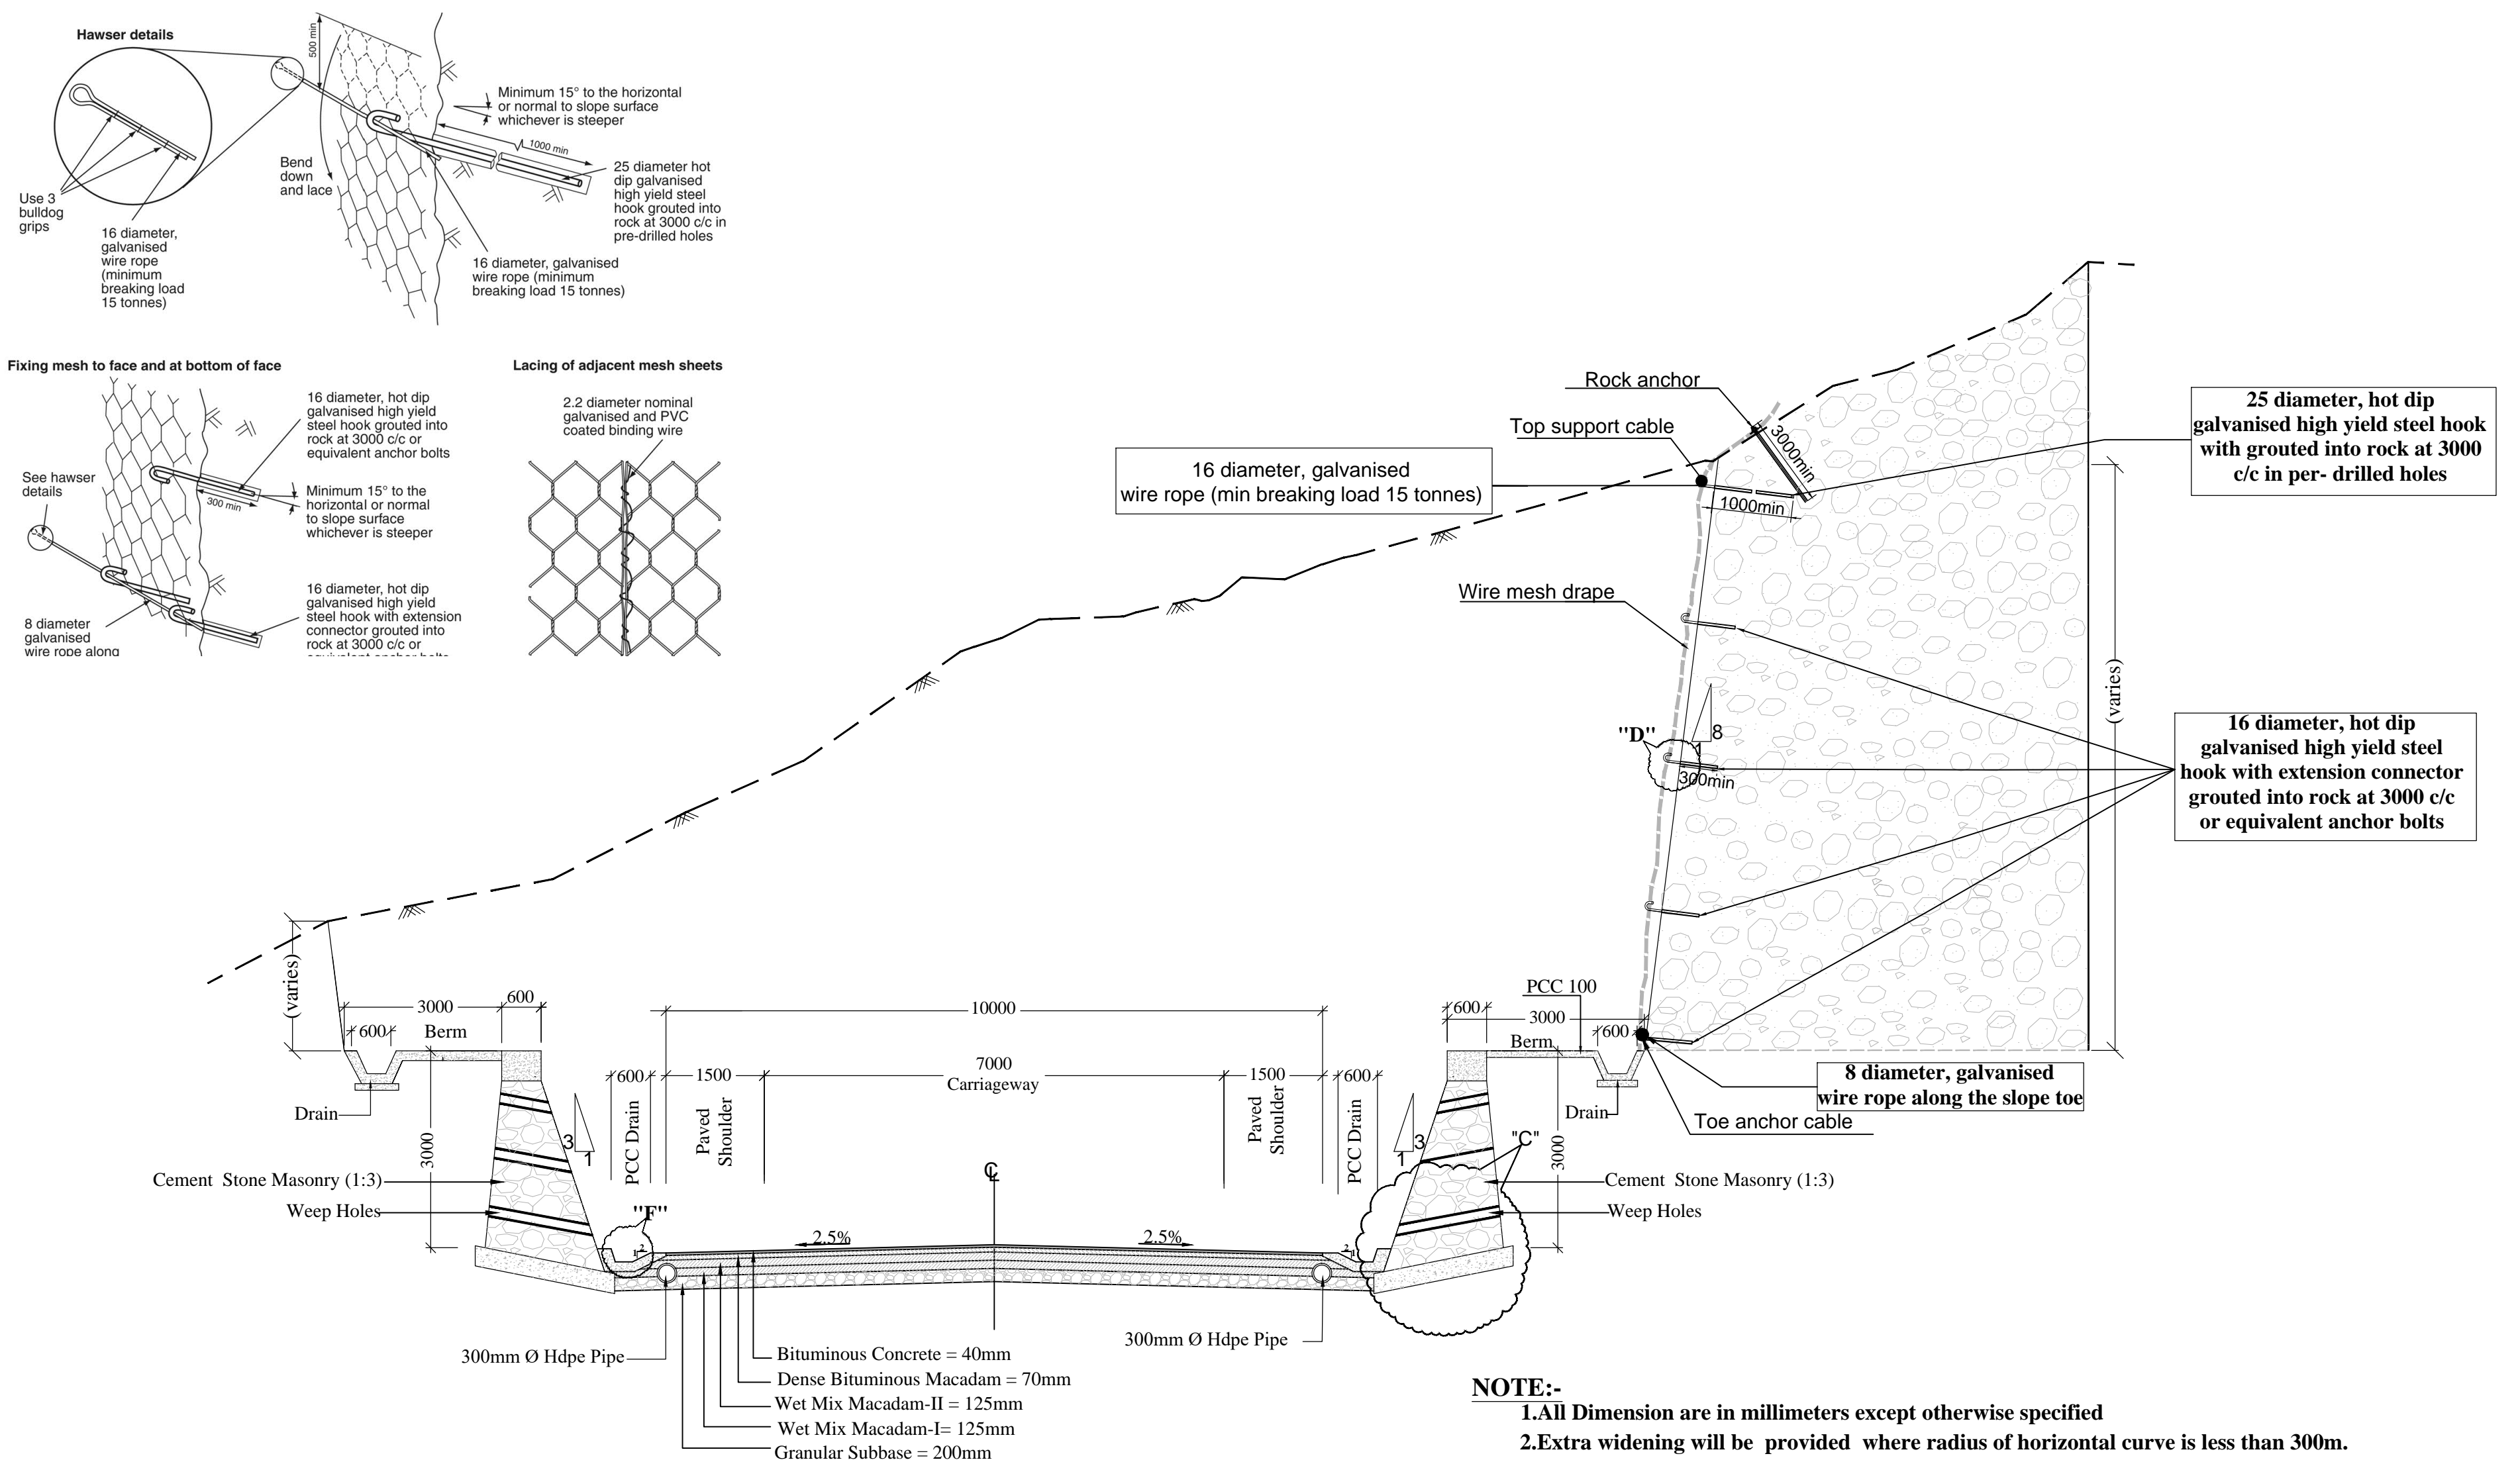 Hawser details
500 min
Minimum 15° to the horizontal
or normal to slope surface
whichever is steeper
1000 min
Bend
down
and lace
25 diameter hot
dip galvanised
high yield steel
hook grouted into
rock at 3000 c/c in
pre-drilled holes
Use 3
bulldog
grips
16 diameter,
galvanised
wire rope
(minimum
breaking load
15 tonnes)
16 diameter, galvanised
wire rope (minimum
breaking load 15 tonnes)
Fixing mesh to face and at bottom of face
16 diameter, hot dip
galvanised high yield
steel hook grouted into
rock at 3000 c/c or
equivalent anchor bolts
See hawser
details
300 min
Minimum 15° to the
horizontal or normal
to slope surface
whichever is steeper
8 diameter
galvanised
wire rope along
16 diameter, hot dip
galvanised high yield
steel hook with extension
connector grouted into
rock at 3000 c/c or
Lacing of adjacent mesh sheets
2.2 diameter nominal
galvanised and PVC
coated binding wire
Rock anchor
Top support cable
3000min
16 diameter, galvanised
wire rope (min breaking load 15 tonnes)
1000min
25 diameter, hot dip
galvanised high yield steel hook
with grouted into rock at 3000
c/c in per- drilled holes
Wire mesh drape
(varies)
"D"
8
1
300min
16 diameter, hot dip
galvanised high yield steel
hook with extension connector
grouted into rock at 3000 c/c
or equivalent anchor bolts
(varies)
3000
600
600
Berm
10000
600
3000
PCC 100
600
Berm
600
1500
7000
Carriageway
1500
600
PCC Drain
Paved
Shoulder
Paved
Shoulder
PCC Drain
8 diameter, galvanised
wire rope along the slope toe
Toe anchor cable
Drain
Drain
3000
3
1
3
1
"C"
3000
Cement Stone Masonry (1:3)
Weep Holes
Cement Stone Masonry (1:3)
Weep Holes
"F"
1
2
2.5%
2.5%
2
1
℄
300mm Ø Hdpe Pipe
300mm Ø Hdpe Pipe
Bituminous Concrete = 40mm
Dense Bituminous Macadam = 70mm
Wet Mix Macadam-II = 125mm
Wet Mix Macadam-I= 125mm
Granular Subbase = 200mm
NOTE:-
1.All Dimension are in millimeters except otherwise specified
2.Extra widening will be provided where radius of horizontal curve is less than 300m.